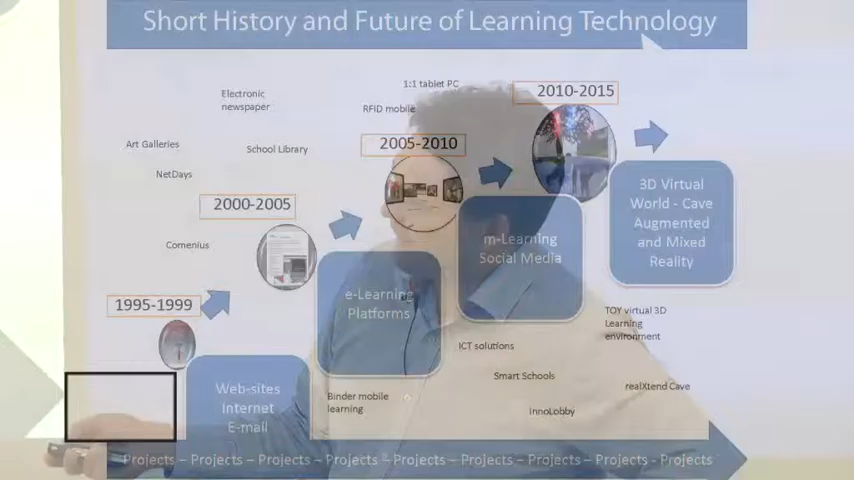 Short History and Future of Learning Technology
1:1 tablet PC
2010-2015
Electronic
newspaper
RFID mobile
Art Galleries
School Library
2005-2010
NetDays
3D Virtual
World - Cave
Augmented
and Mixed
Reality
2000-2005
m-Learning
Social Media
Comenius
e-Learning
Platforms
1995-1999
TOY virtual 3D
Learning
environment
ICT solutions
Smart Schools
realXtend Cave
Web-sites
Internet
E-mail
Binder mobile
learning
InnoLobby
Projects – Projects – Projects – Projects – Projects – Projects – Projects – Projects - Projects